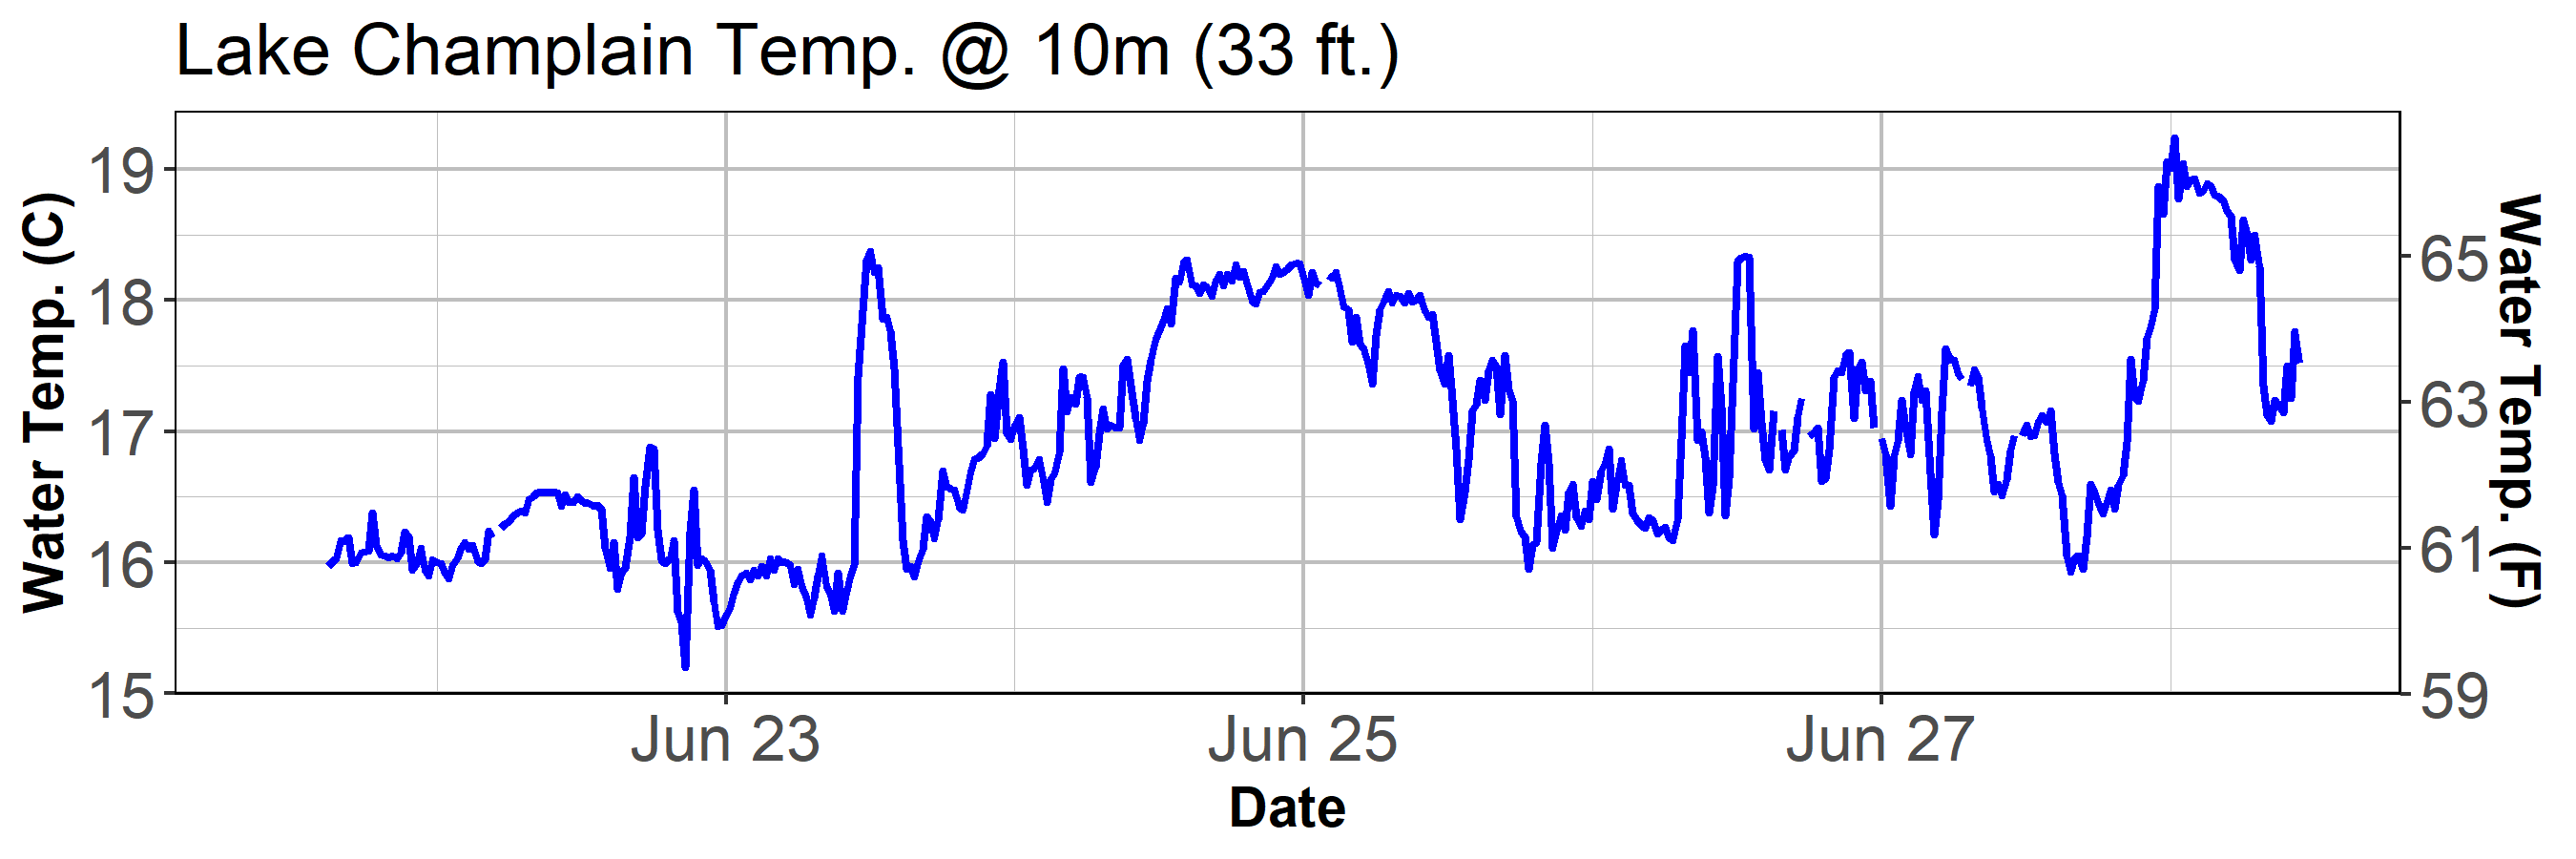 Lake Champlain Temp. @ 10m (33 ft.)
Water Temp. (C)
19
18
17
16
15
65
63
61
59
Water Temp. (F)
Jun 23
Jun 25
Jun 27
Date